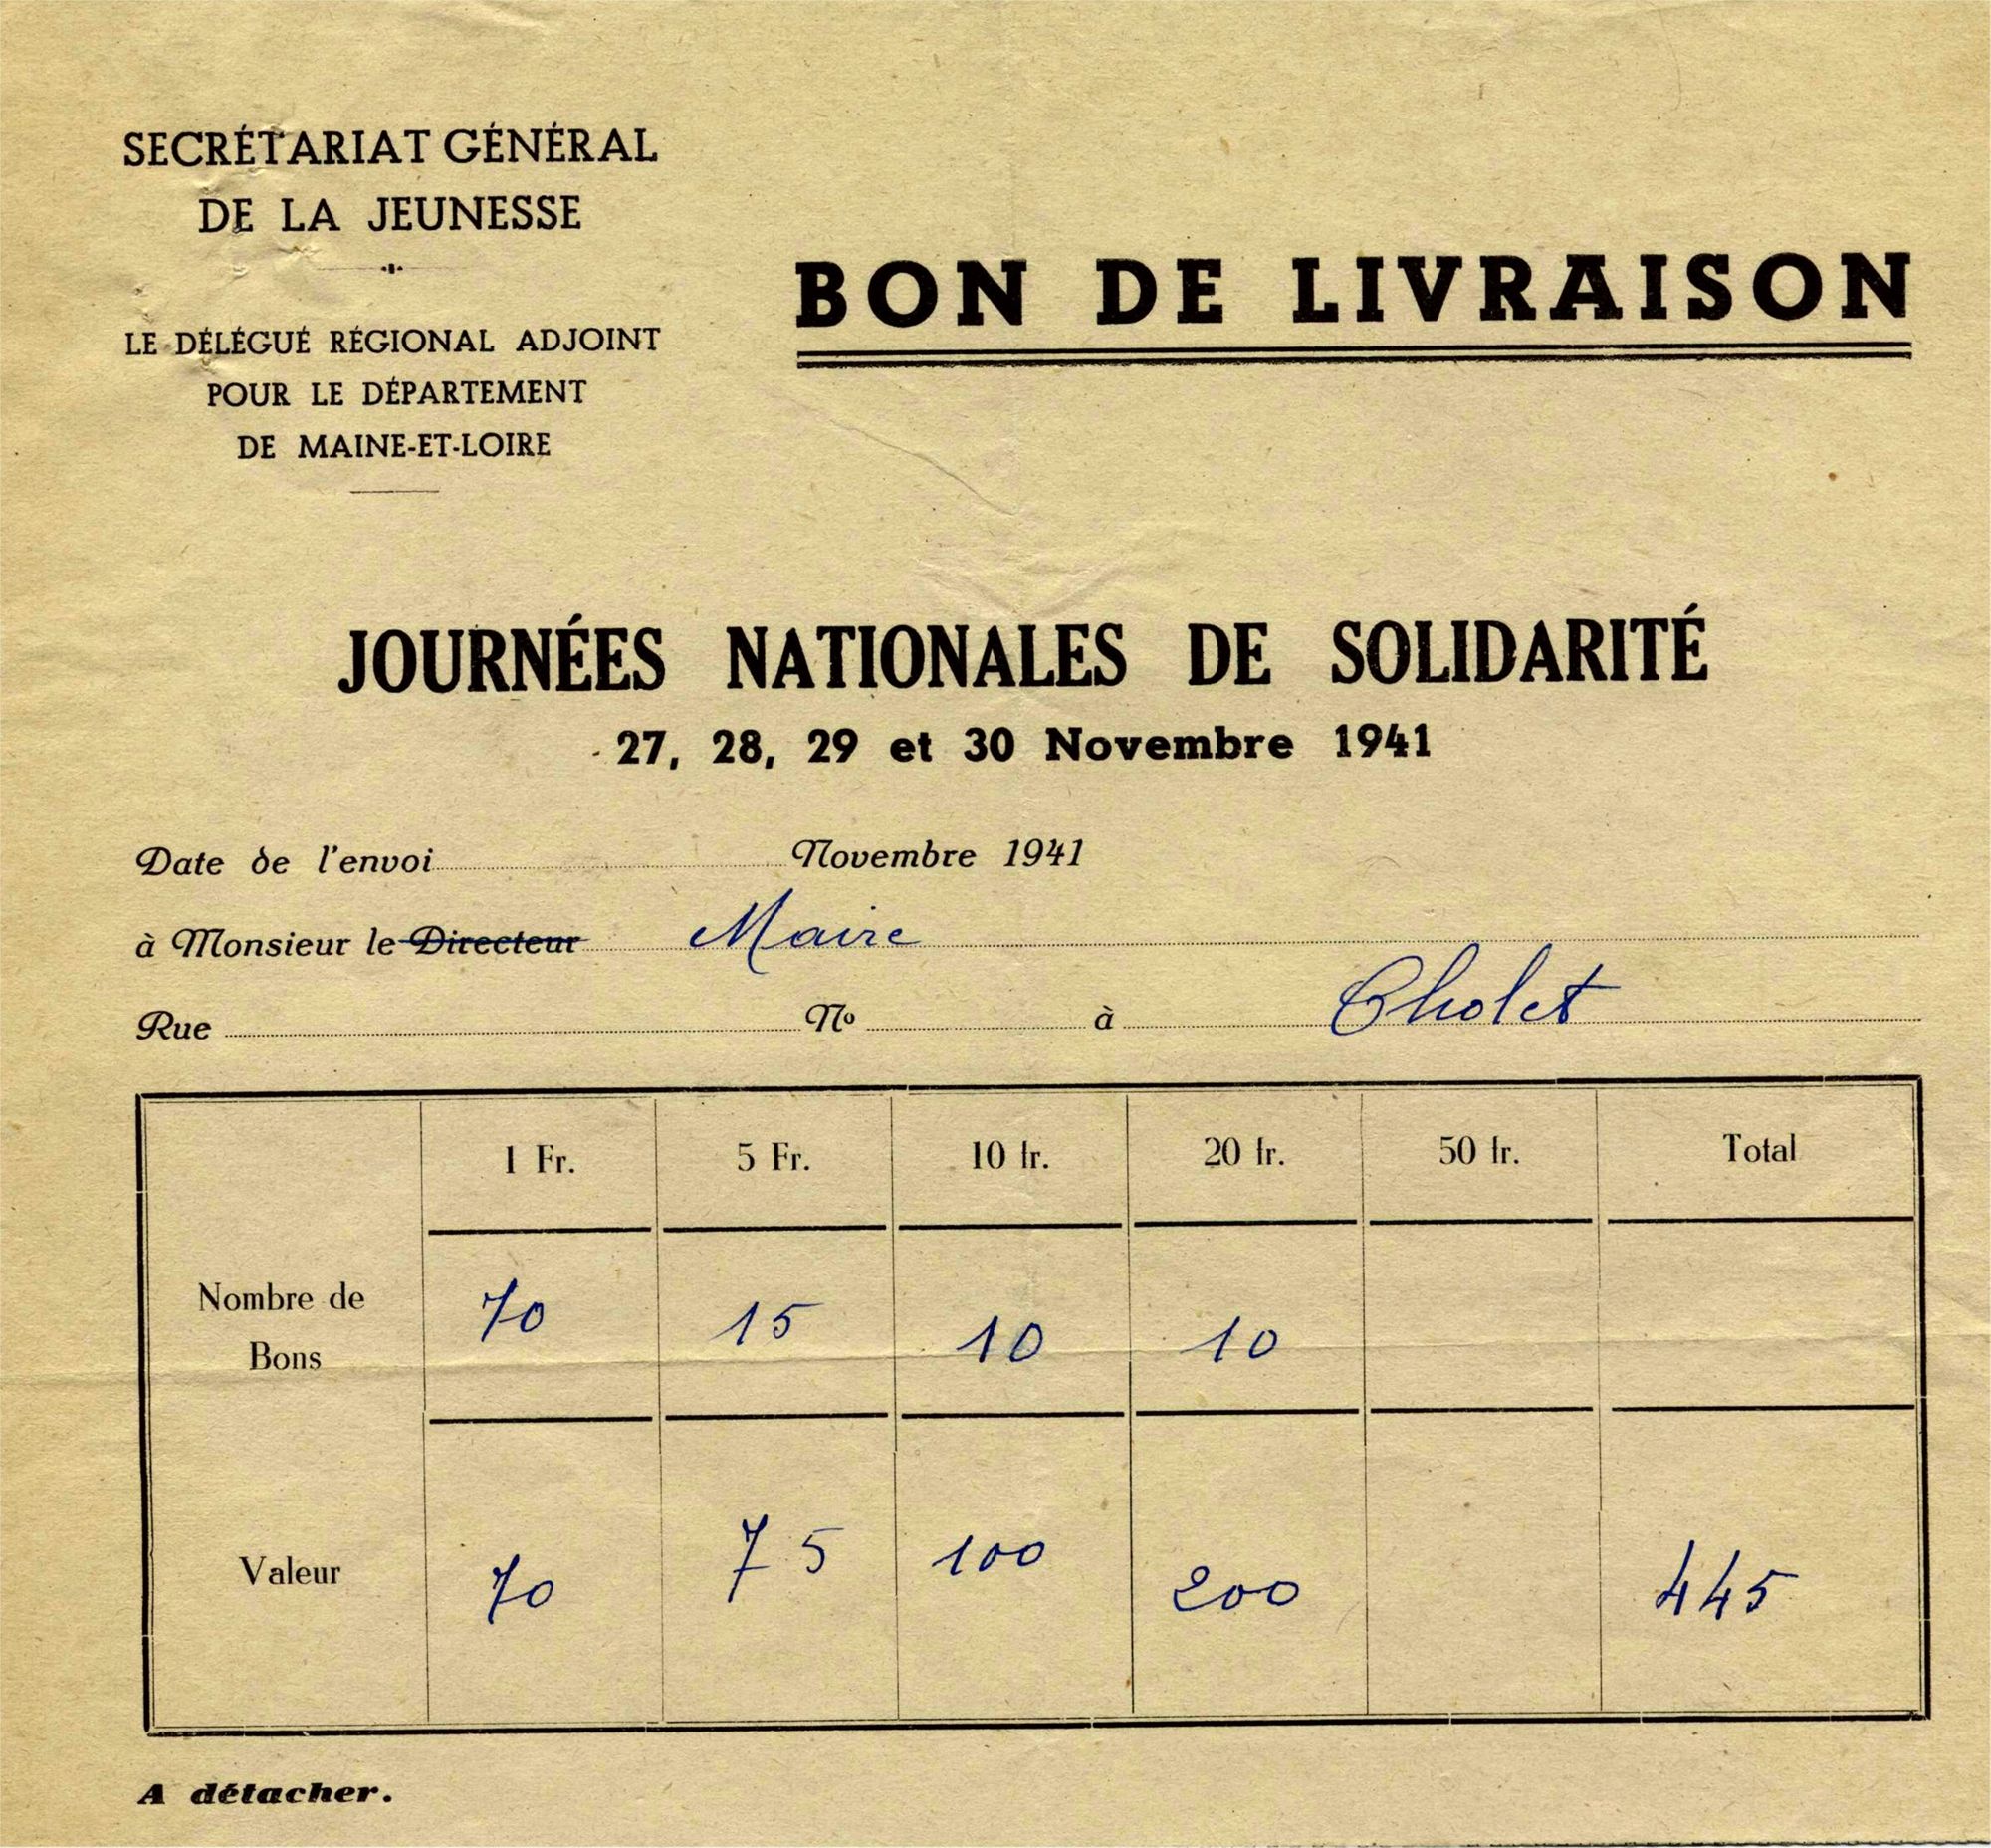 SECRÉTARIAT GÉNÉRAL
DE LA JEUNESSE
LE DÉLÉGUÉ RÉGIONAL ADJOINT
POUR LE DÉPARTEMENT
DE MAINE-ET-LOIRE
BON DE LIVRAISON
JOURNÉES NATIONALES DE SOLIDARITÉ
27, 28, 29 et 30 Novembre 1941
Date de l'envoi Novembre 1941
à Monsieur le Directeur Maire
Rue No à Cholet
1 Fr. 5 Fr. 10 fr. 20 fr. 50 fr. Total
Nombre de
Bons 70 15 10 10
Valeur 70 75 100 200 445
A détacher.